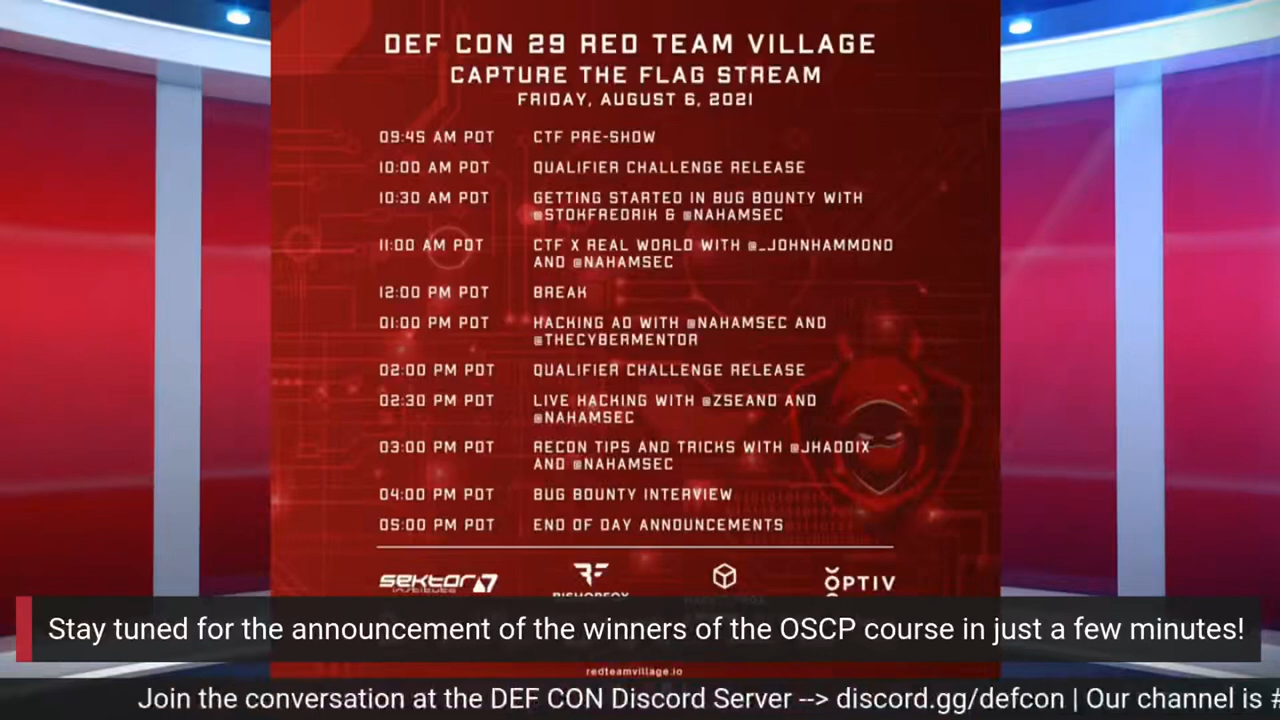 DEF CON 29 RED TEAM VILLAGE
CAPTURE THE FLAG STREAM
FRIDAY, AUGUST 6, 2021
09:45 AM PDT CTF PRE-SHOW
10:00 AM PDT QUALIFIER CHALLENGE RELEASE
10:30 AM PDT GETTING STARTED IN BUG BOUNTY WITH
@STOKFREDRIK & @NAHAMSEC
11:00 AM PDT CTF X REAL WORLD WITH @_JOHNHAMMOND
AND @NAHAMSEC
12:00 PM PDT BREAK
01:00 PM PDT HACKING AD WITH @NAHAMSEC AND
@THECYBERMENTOR
02:00 PM PDT QUALIFIER CHALLENGE RELEASE
02:30 PM PDT LIVE HACKING WITH @ZSEANO AND
@NAHAMSEC
03:00 PM PDT RECON TIPS AND TRICKS WITH @JHADDIX
AND @NAHAMSEC
04:00 PM PDT BUG BOUNTY INTERVIEW
05:00 PM PDT END OF DAY ANNOUNCEMENTS
SEKTOR7 BISHOPFOX OPTIV
Stay tuned for the announcement of the winners of the OSCP course in just a few minutes!
redteamvillage.io
Join the conversation at the DEF CON Discord Server --> discord.gg/defcon | Our channel is #